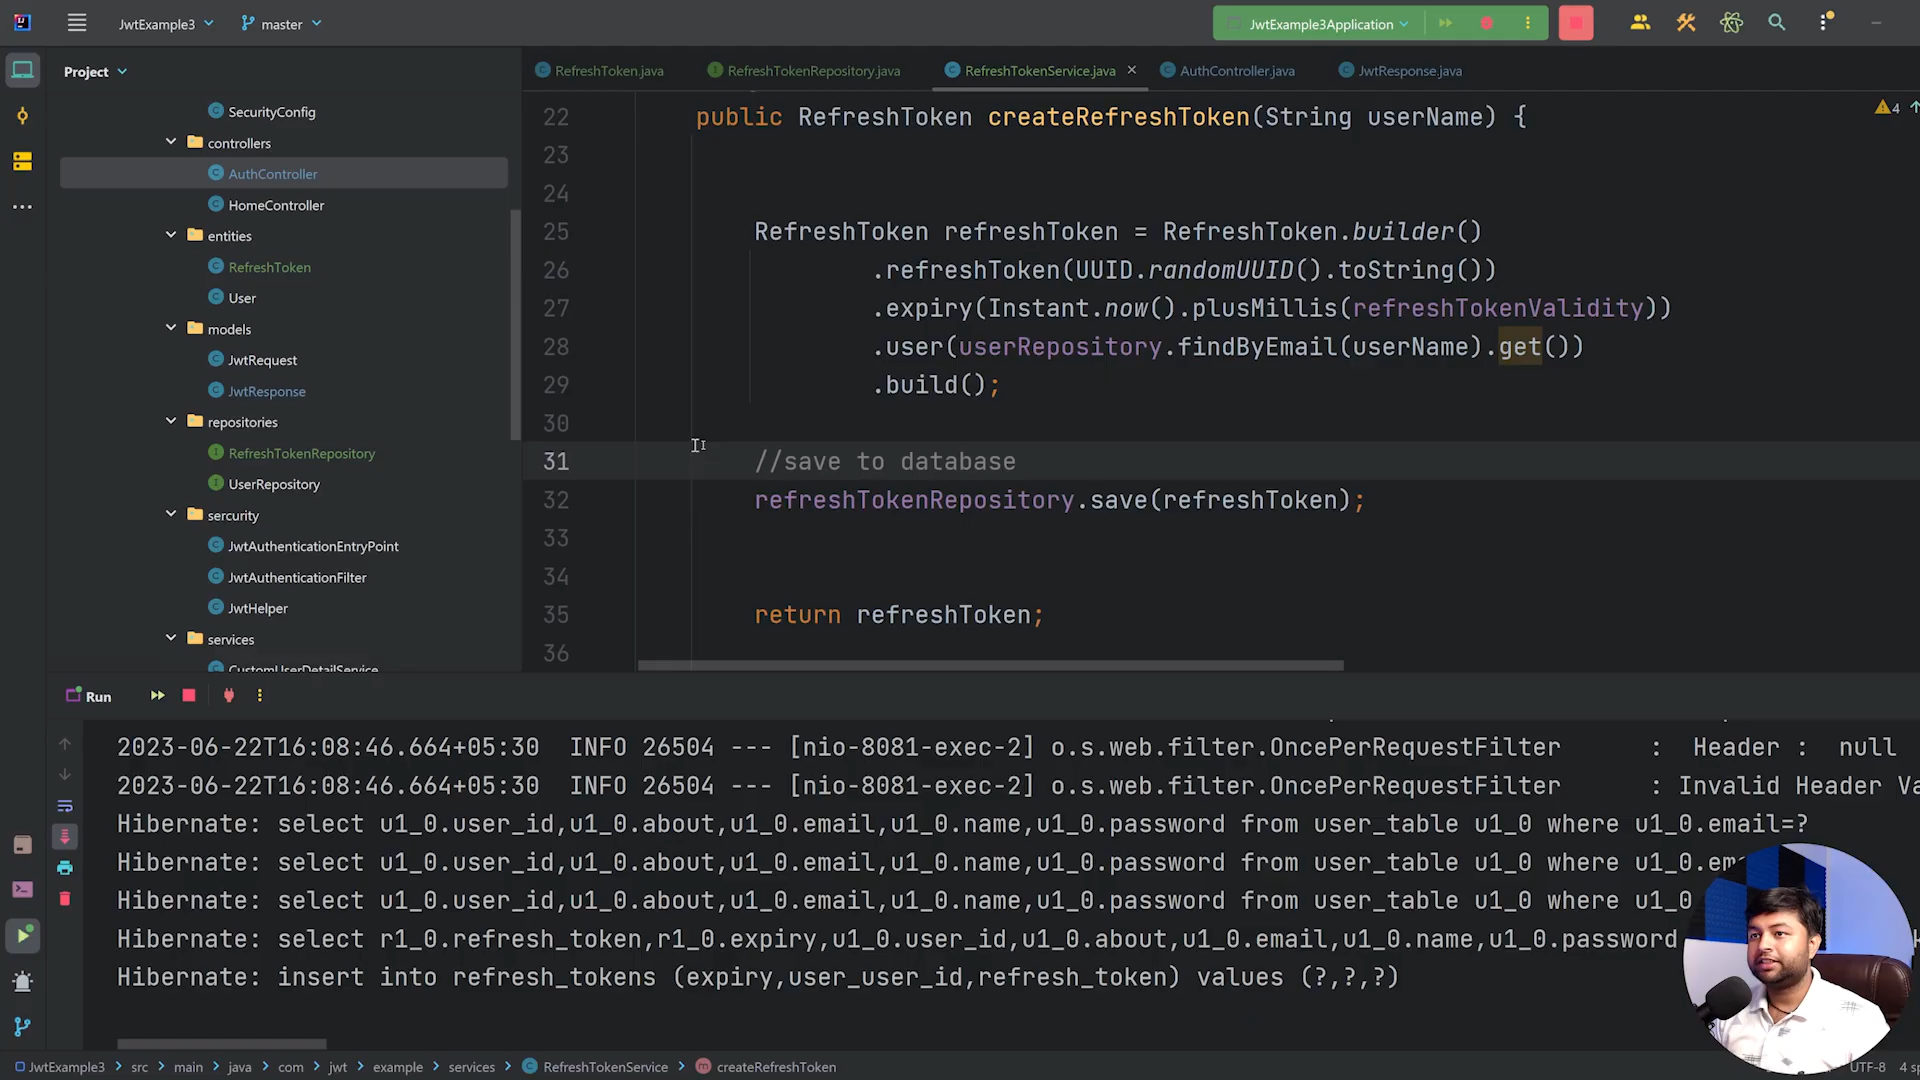 JwtExample3
master
JwtExample3Application
Project
RefreshToken.java
RefreshTokenRepository.java
RefreshTokenService.java
AuthController.java
JwtResponse.java
SecurityConfig
controllers
AuthController
HomeController
entities
RefreshToken
User
models
JwtRequest
JwtResponse
repositories
RefreshTokenRepository
UserRepository
sercurity
JwtAuthenticationEntryPoint
JwtAuthenticationFilter
JwtHelper
services
CustomUserDetailService
4
22 public RefreshToken createRefreshToken(String userName) {
23
24
25 RefreshToken refreshToken = RefreshToken.builder()
26 .refreshToken(UUID.randomUUID().toString())
27 .expiry(Instant.now().plusMillis(refreshTokenValidity))
28 .user(userRepository.findByEmail(userName).get())
29 .build();
30
31 //save to database
32 refreshTokenRepository.save(refreshToken);
33
34
35 return refreshToken;
36
Run
2023-06-22T16:08:46.664+05:30 INFO 26504 --- [nio-8081-exec-2] o.s.web.filter.OncePerRequestFilter : Header : null
2023-06-22T16:08:46.664+05:30 INFO 26504 --- [nio-8081-exec-2] o.s.web.filter.OncePerRequestFilter : Invalid Header Va
Hibernate: select u1_0.user_id,u1_0.about,u1_0.email,u1_0.name,u1_0.password from user_table u1_0 where u1_0.email=?
Hibernate: select u1_0.user_id,u1_0.about,u1_0.email,u1_0.name,u1_0.password from user_table u1_0 where u1_0.em
Hibernate: select u1_0.user_id,u1_0.about,u1_0.email,u1_0.name,u1_0.password from user_table u1_0 where u1_0
Hibernate: select r1_0.refresh_token,r1_0.expiry,u1_0.user_id,u1_0.about,u1_0.email,u1_0.name,u1_0.password
Hibernate: insert into refresh_tokens (expiry,user_user_id,refresh_token) values (?,?,?)
JwtExample3 > src > main > java > com > jwt > example > services > RefreshTokenService > createRefreshToken
UTF-8 4 sp